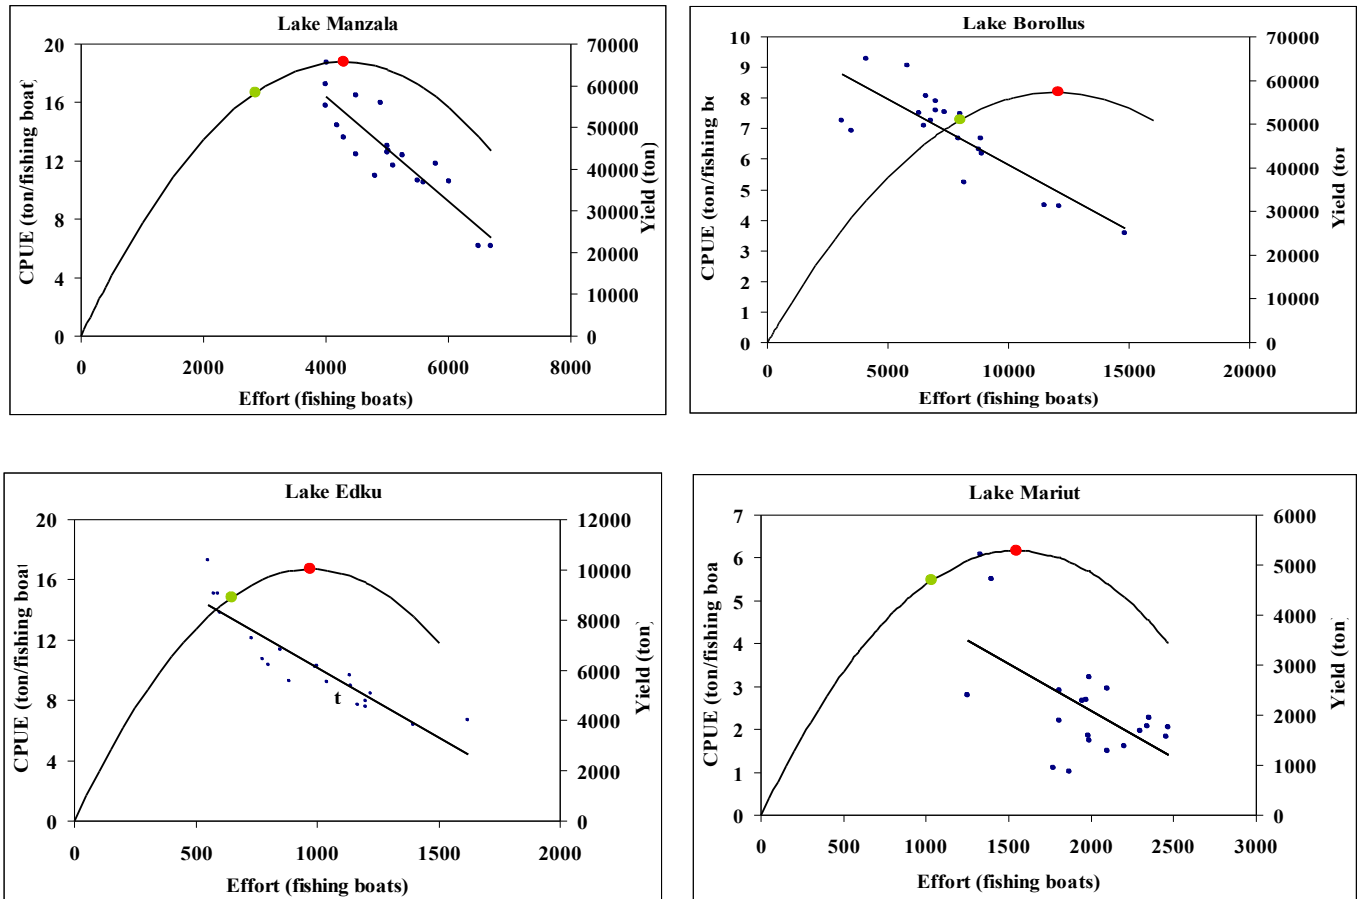 Lake Manzala
20
16
12
8
4
0
70000
60000
50000
40000
30000
20000
10000
0
CPUE (ton/fishing boat)
Yield (ton)
0 2000 4000 6000 8000
Effort (fishing boats)
Lake Borollus
10
9
8
7
6
5
4
3
2
1
0
70000
60000
50000
40000
30000
20000
10000
0
CPUE (ton/fishing bo
Yield (tor
0 5000 10000 15000 20000
Effort (fishing boats)
Lake Edku
20
16
12
8
4
0
12000
10000
8000
6000
4000
2000
0
CPUE (ton/fishing boat
Yield (ton)
t
0 500 1000 1500 2000
Effort (fishing boats)
Lake Mariut
7
6
5
4
3
2
1
0
6000
5000
4000
3000
2000
1000
0
CPUE (ton/fishing boa
Yield (ton)
0 500 1000 1500 2000 2500 3000
Effort (fishing boats)